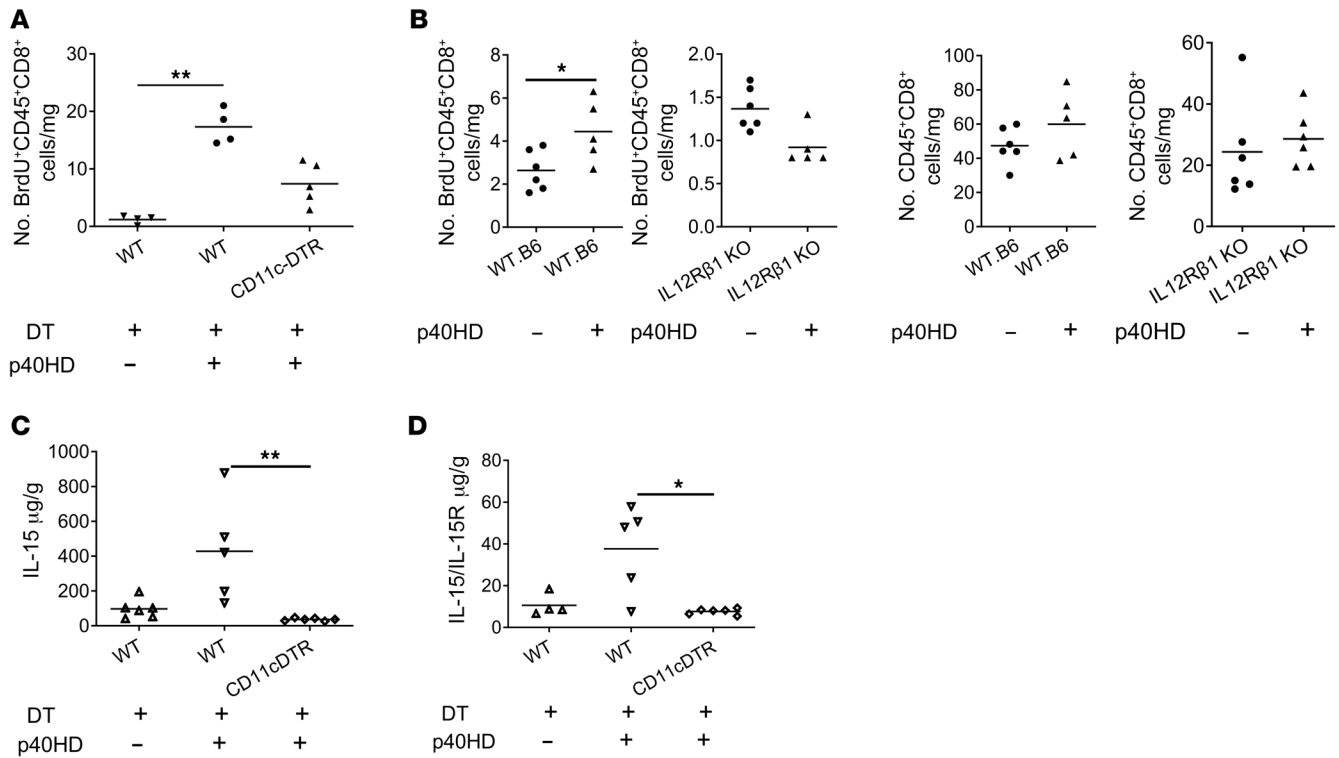 A
No. BrdU⁺CD45⁺CD8⁺
cells/mg
30
20
10
0
**
WT
WT
CD11c-DTR
DT + + +
p40HD – + +
B
No. BrdU⁺CD45⁺CD8⁺
cells/mg
8
6
4
2
0
*
WT.B6
WT.B6
p40HD – +
No. BrdU⁺CD45⁺CD8⁺
cells/mg
2.0
1.5
1.0
0.5
0.0
IL12Rβ1 KO
IL12Rβ1 KO
p40HD – +
No. CD45⁺CD8⁺
cells/mg
100
80
60
40
20
0
WT.B6
WT.B6
p40HD – +
No. CD45⁺CD8⁺
cells/mg
60
40
20
0
IL12Rβ1 KO
IL12Rβ1 KO
p40HD – +
C
IL-15 μg/g
1000
800
600
400
200
0
**
WT
WT
CD11cDTR
DT + + +
p40HD – + +
D
IL-15/IL-15R μg/g
80
60
40
20
0
*
WT
WT
CD11cDTR
DT + + +
p40HD – + +